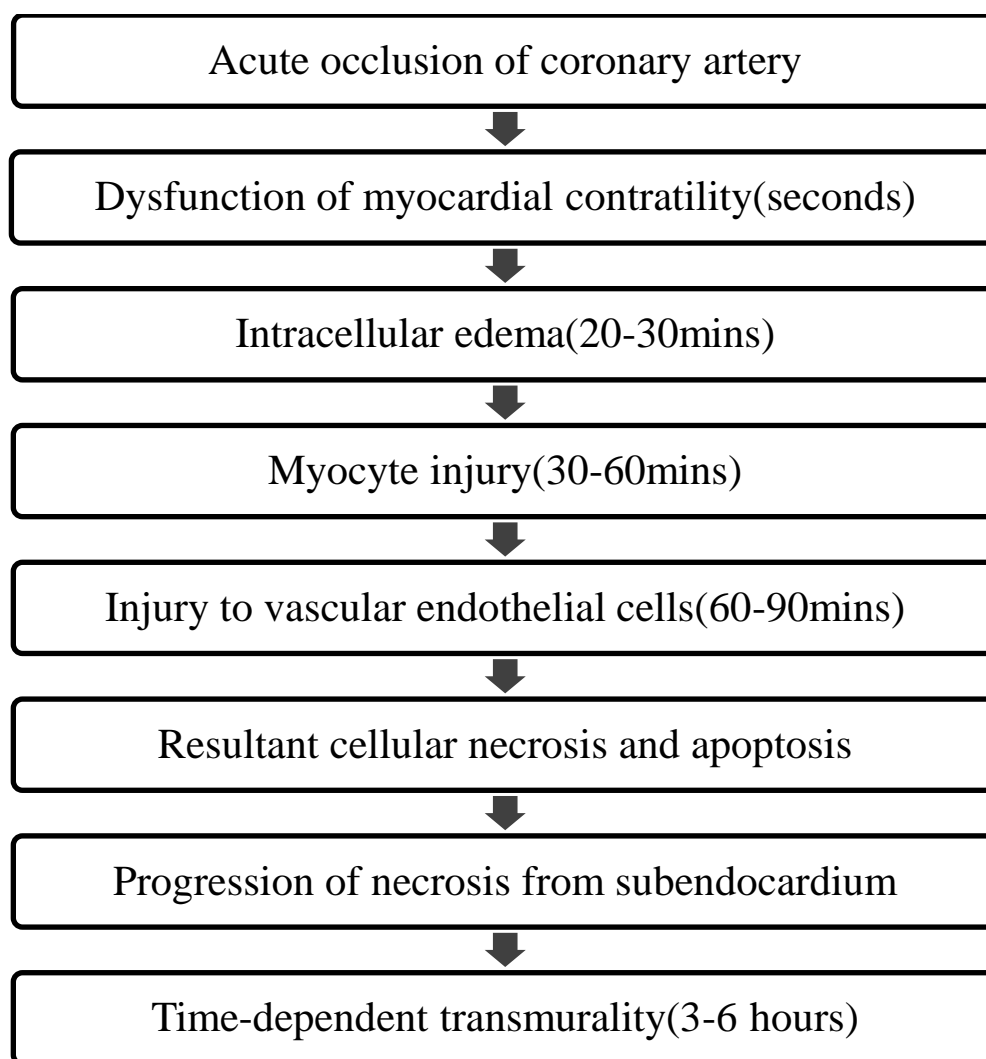 Acute occlusion of coronary artery
Dysfunction of myocardial contratility(seconds)
Intracellular edema(20-30mins)
Myocyte injury(30-60mins)
Injury to vascular endothelial cells(60-90mins)
Resultant cellular necrosis and apoptosis
Progression of necrosis from subendocardium
Time-dependent transmurality(3-6 hours)